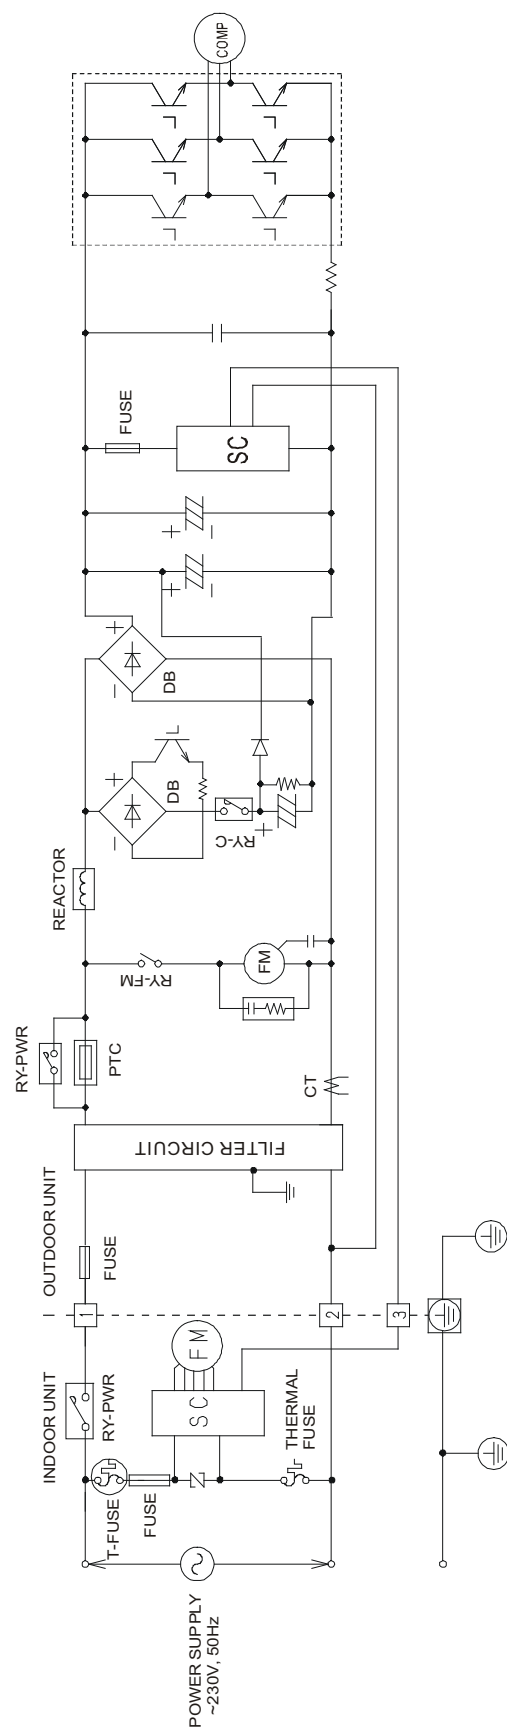 POWER SUPPLY
~230V, 50Hz
INDOOR UNIT
OUTDOOR UNIT
T-FUSE
FUSE
RY-PWR
SC
FM
THERMAL
FUSE
1
2
3
FUSE
FILTER CIRCUIT
RY-PWR
PTC
CT
RY-FM
FM
REACTOR
−
+
DB
RY-C
+
−
+
DB
+
−
+
−
FUSE
SC
COMP